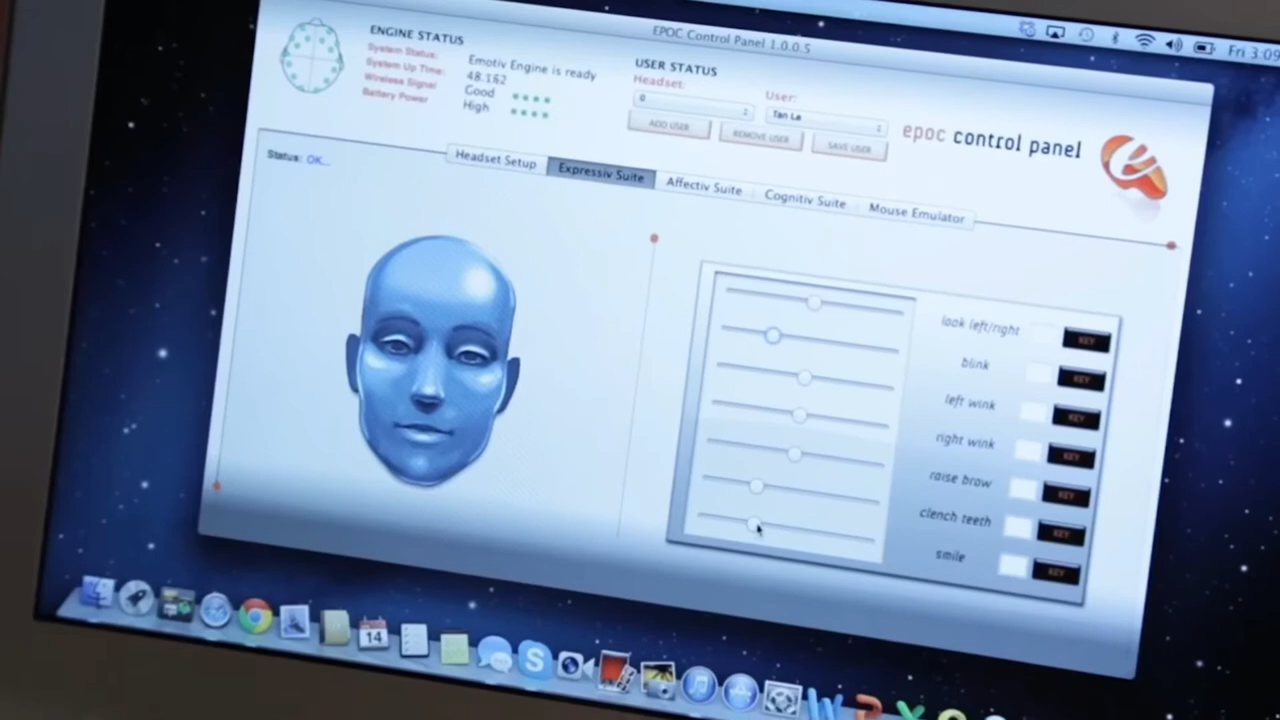 Fri 3:09
EPOC Control Panel 1.0.0.5
ENGINE STATUS
System Status: Emotiv Engine is ready
System Up Time: 48.162
Wireless Signal Good
Battery Power High
USER STATUS
Headset:
0
User:
Tan Le
ADD USER
REMOVE USER
SAVE USER
epoc control panel
Status: OK...
Headset Setup
Expressiv Suite
Affectiv Suite
Cognitiv Suite
Mouse Emulator
look left/right KEY
blink KEY
left wink KEY
right wink KEY
raise brow KEY
clench teeth KEY
smile KEY
14